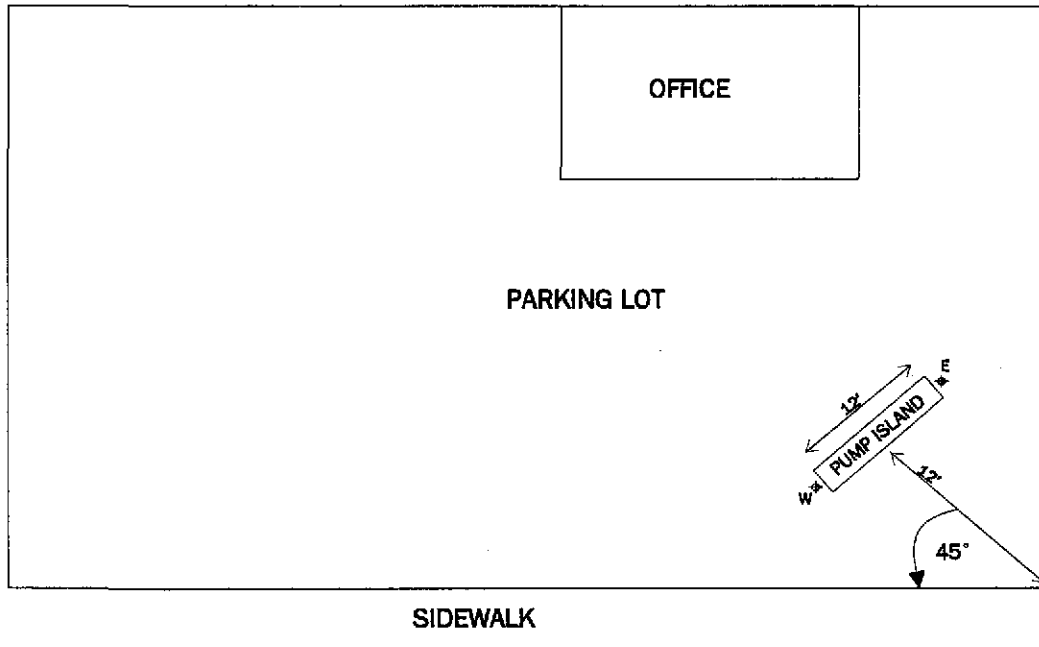 OFFICE
PARKING LOT
E
12'
PUMP ISLAND
W
12'
45°
SIDEWALK